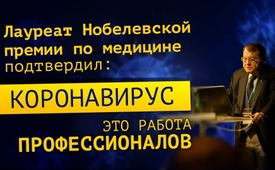 Лауреат Нобелевской
премии по медицине
подтвердил:
КОРОНАВИРУС
ЭТО РАБОТА
ПРОФЕССИОНАЛОВ